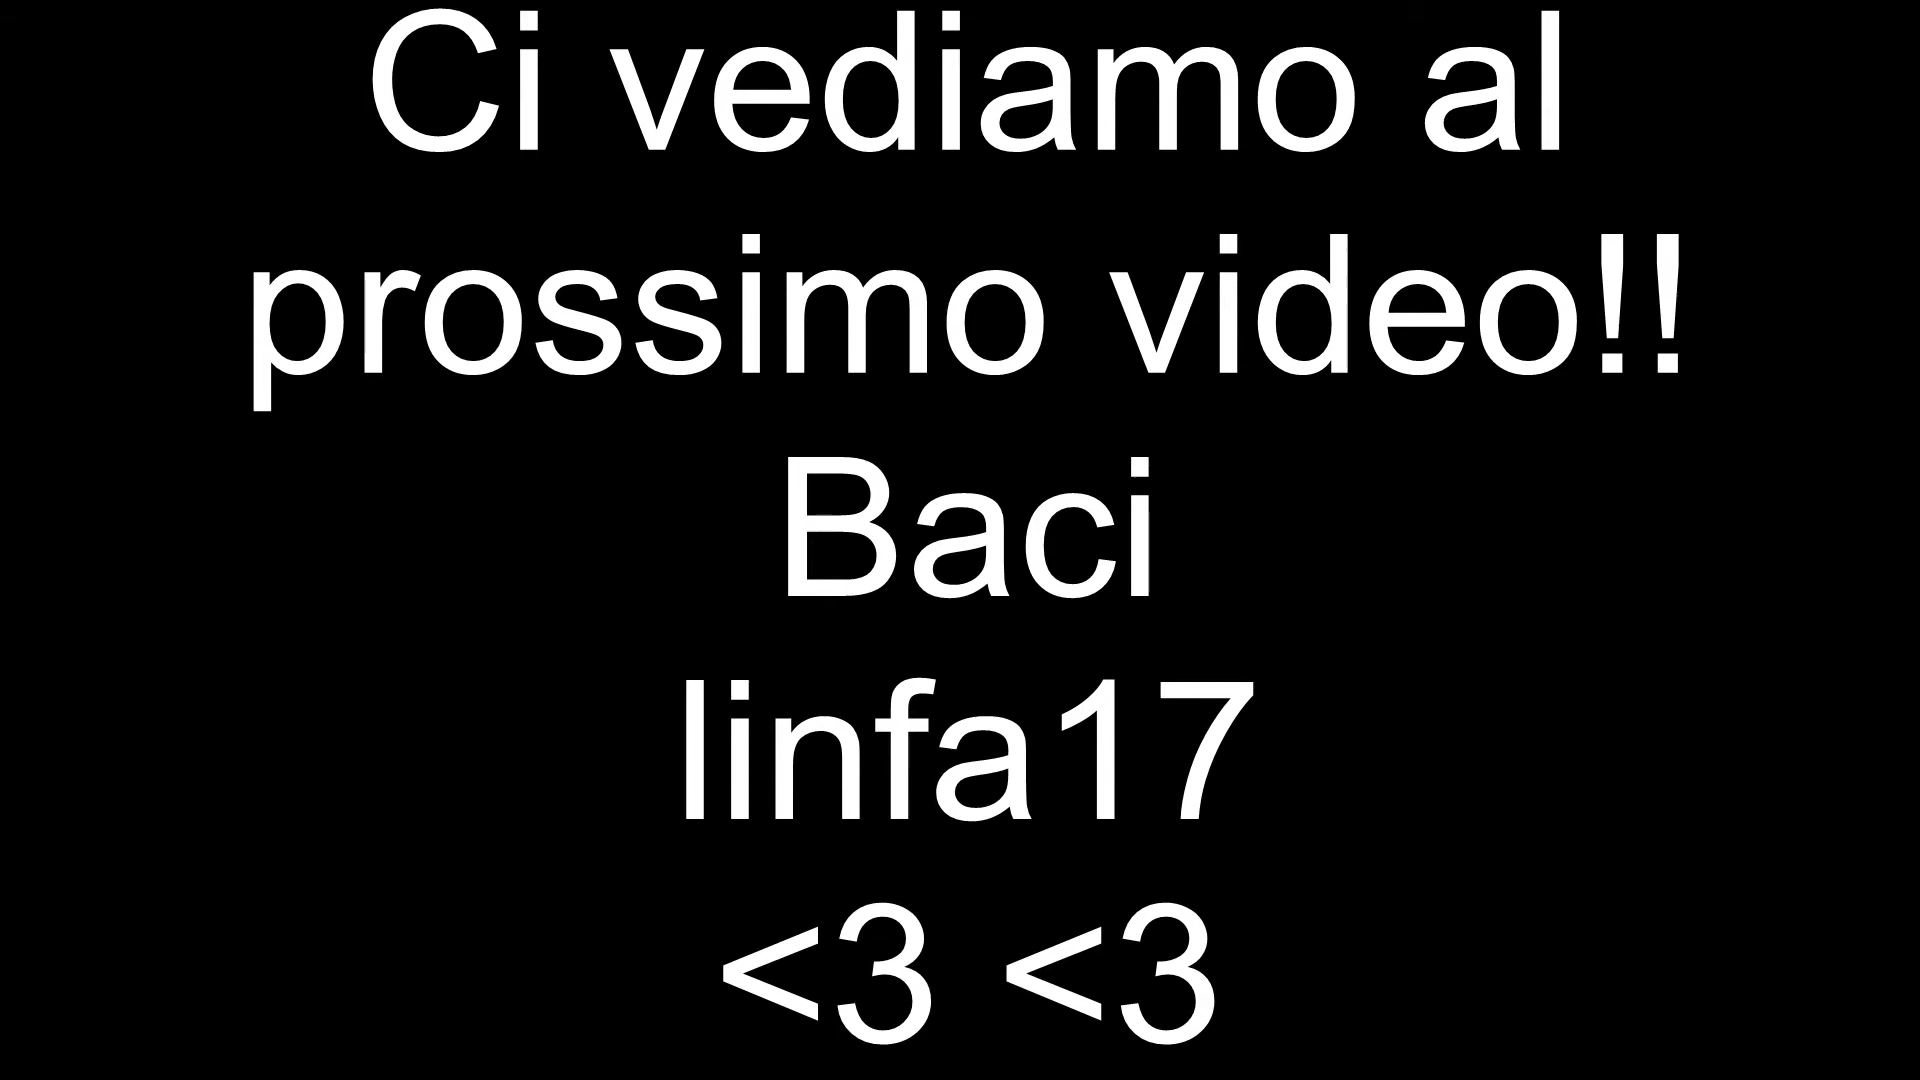 Ci vediamo al
prossimo video!!
Baci
linfa17
<3 <3